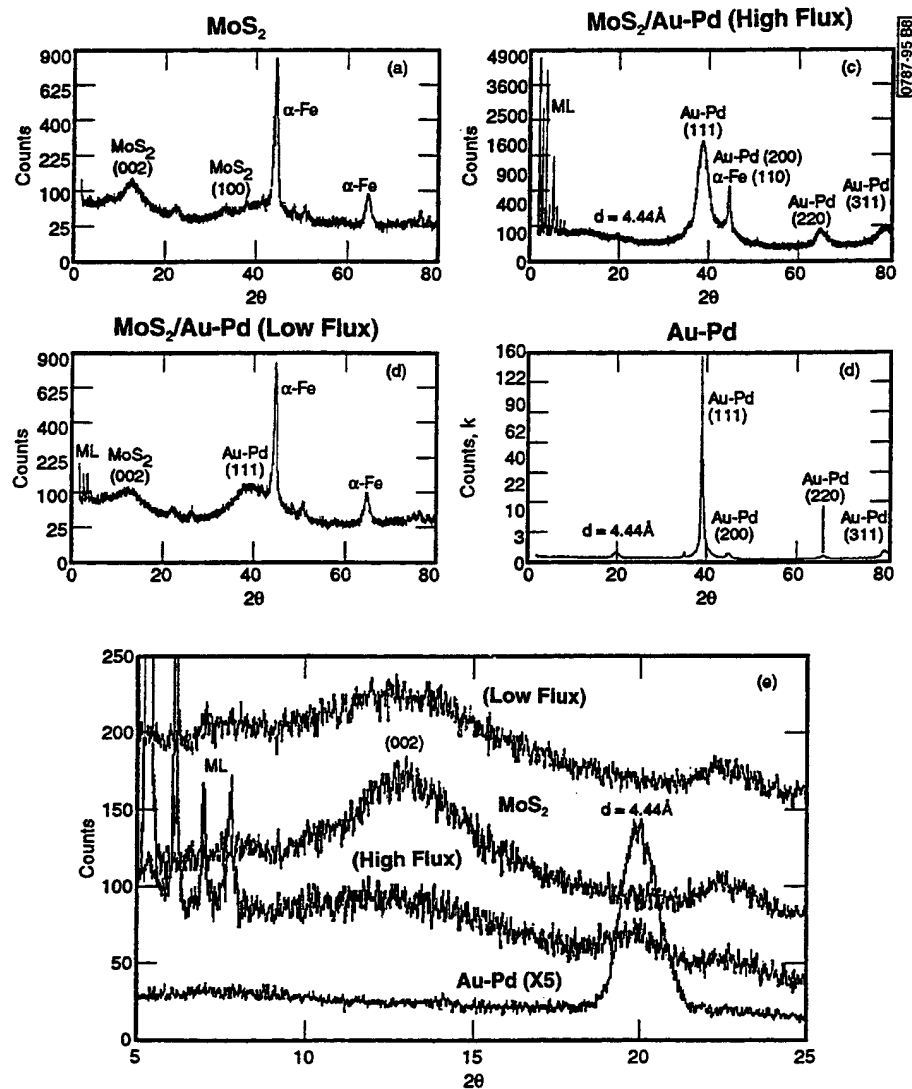 MoS2
900
625
400
225
100
25
0
Counts
(a)
MoS2
(002)
MoS2
(100)
α-Fe
α-Fe
0 20 40 60 80
2θ
MoS2/Au-Pd (High Flux)
0787-95 B8
4900
3600
2500
1600
900
400
100
0
Counts
(c)
ML
Au-Pd
(111)
Au-Pd (200)
α-Fe (110)
d = 4.44Å
Au-Pd
(220)
Au-Pd
(311)
20 40 60 80
2θ
MoS2/Au-Pd (Low Flux)
900
625
400
225
100
25
0
Counts
(d)
α-Fe
ML
MoS2
(002)
Au-Pd
(111)
α-Fe
0 20 40 60 80
2θ
Au-Pd
160
122
90
62
40
22
10
3
0
Counts, k
(d)
Au-Pd
(111)
Au-Pd
(220)
d = 4.44Å
Au-Pd
(200)
Au-Pd
(311)
20 40 60 80
2θ
250
200
150
100
50
0
Counts
(e)
(Low Flux)
(002)
ML
MoS2
d = 4.44Å
(High Flux)
Au-Pd (X5)
5 10 15 20 25
2θ